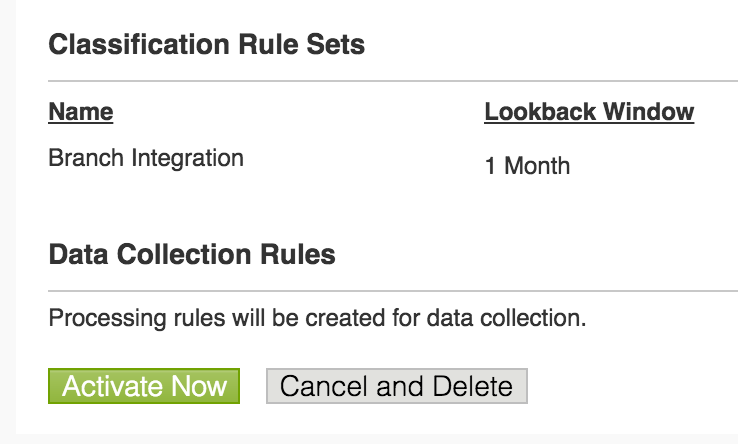 Classification Rule Sets
Name Lookback Window
Branch Integration 1 Month
Data Collection Rules
Processing rules will be created for data collection.
Activate Now Cancel and Delete